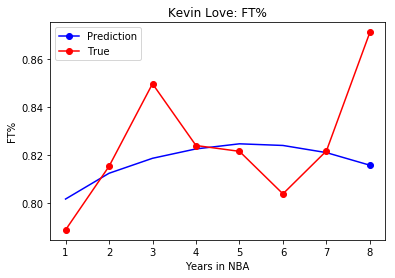 Kevin Love: FT%
Prediction
True
0.86
0.84
0.82
0.80
FT%
1 2 3 4 5 6 7 8
Years in NBA